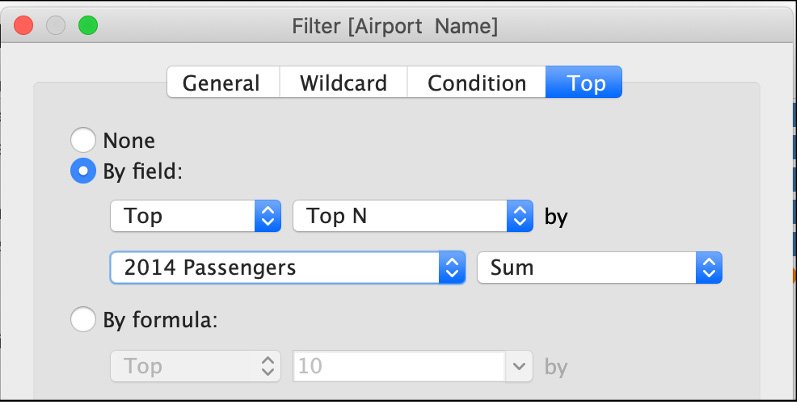 Filter [Airport  Name]
General Wildcard Condition Top
None
By field:
Top Top N by
2014 Passengers Sum
By formula:
Top 10 by